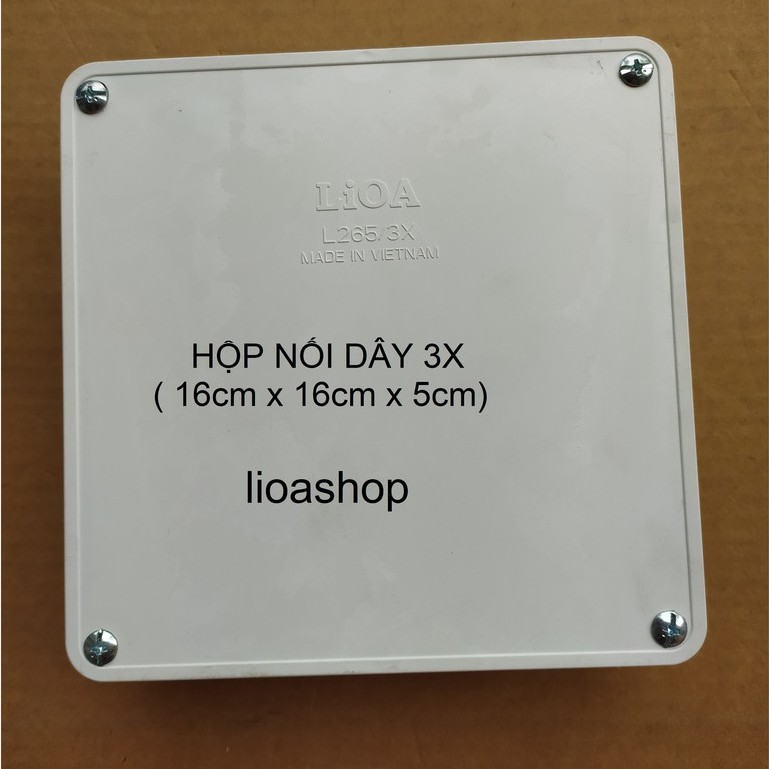 LiOA
L265/3X
MADE IN VIETNAM
HỘP NỐI DÂY 3X
( 16cm x 16cm x 5cm)
lioashop